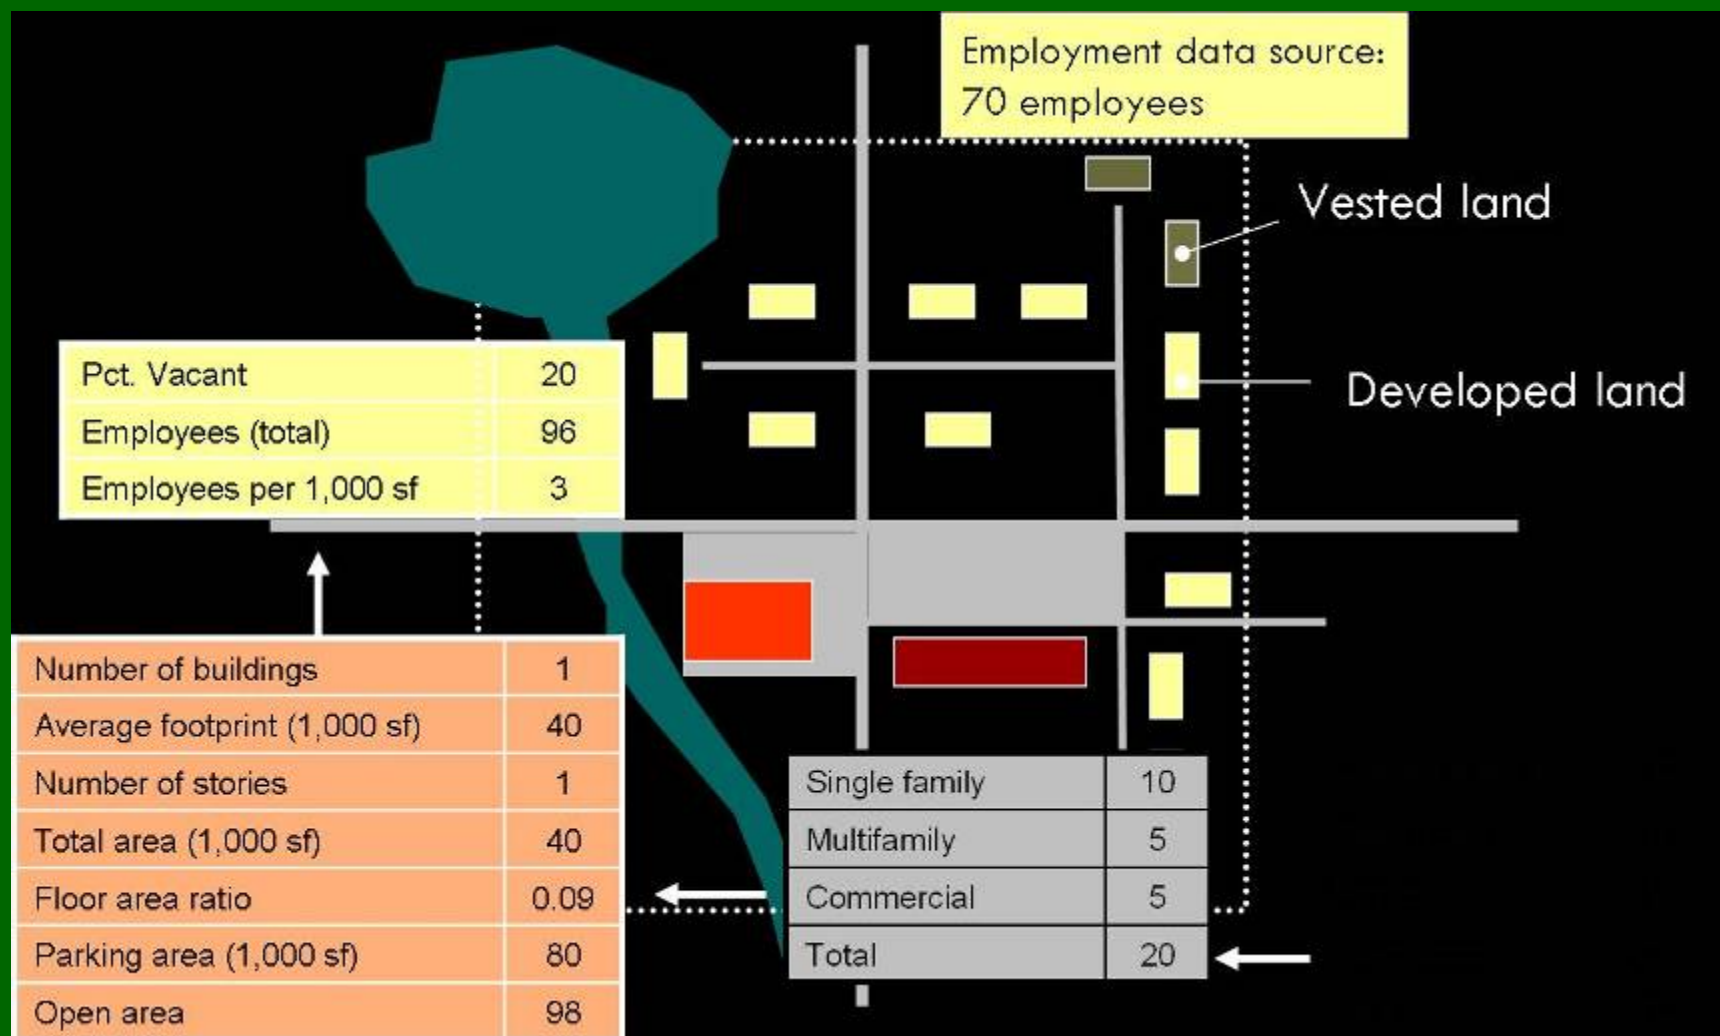 Employment data source:
70 employees
Vested land
Developed land
Pct. Vacant 20
Employees (total) 96
Employees per 1,000 sf 3
Number of buildings 1
Average footprint (1,000 sf) 40
Number of stories 1
Total area (1,000 sf) 40
Floor area ratio 0.09
Parking area (1,000 sf) 80
Open area 98
Single family 10
Multifamily 5
Commercial 5
Total 20